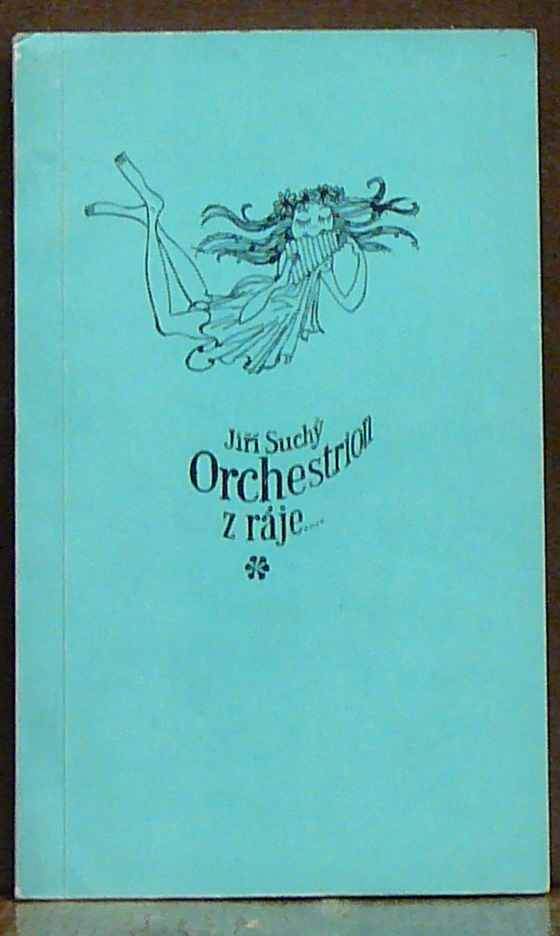 Jiří Suchý
Orchestrion
z ráje.....